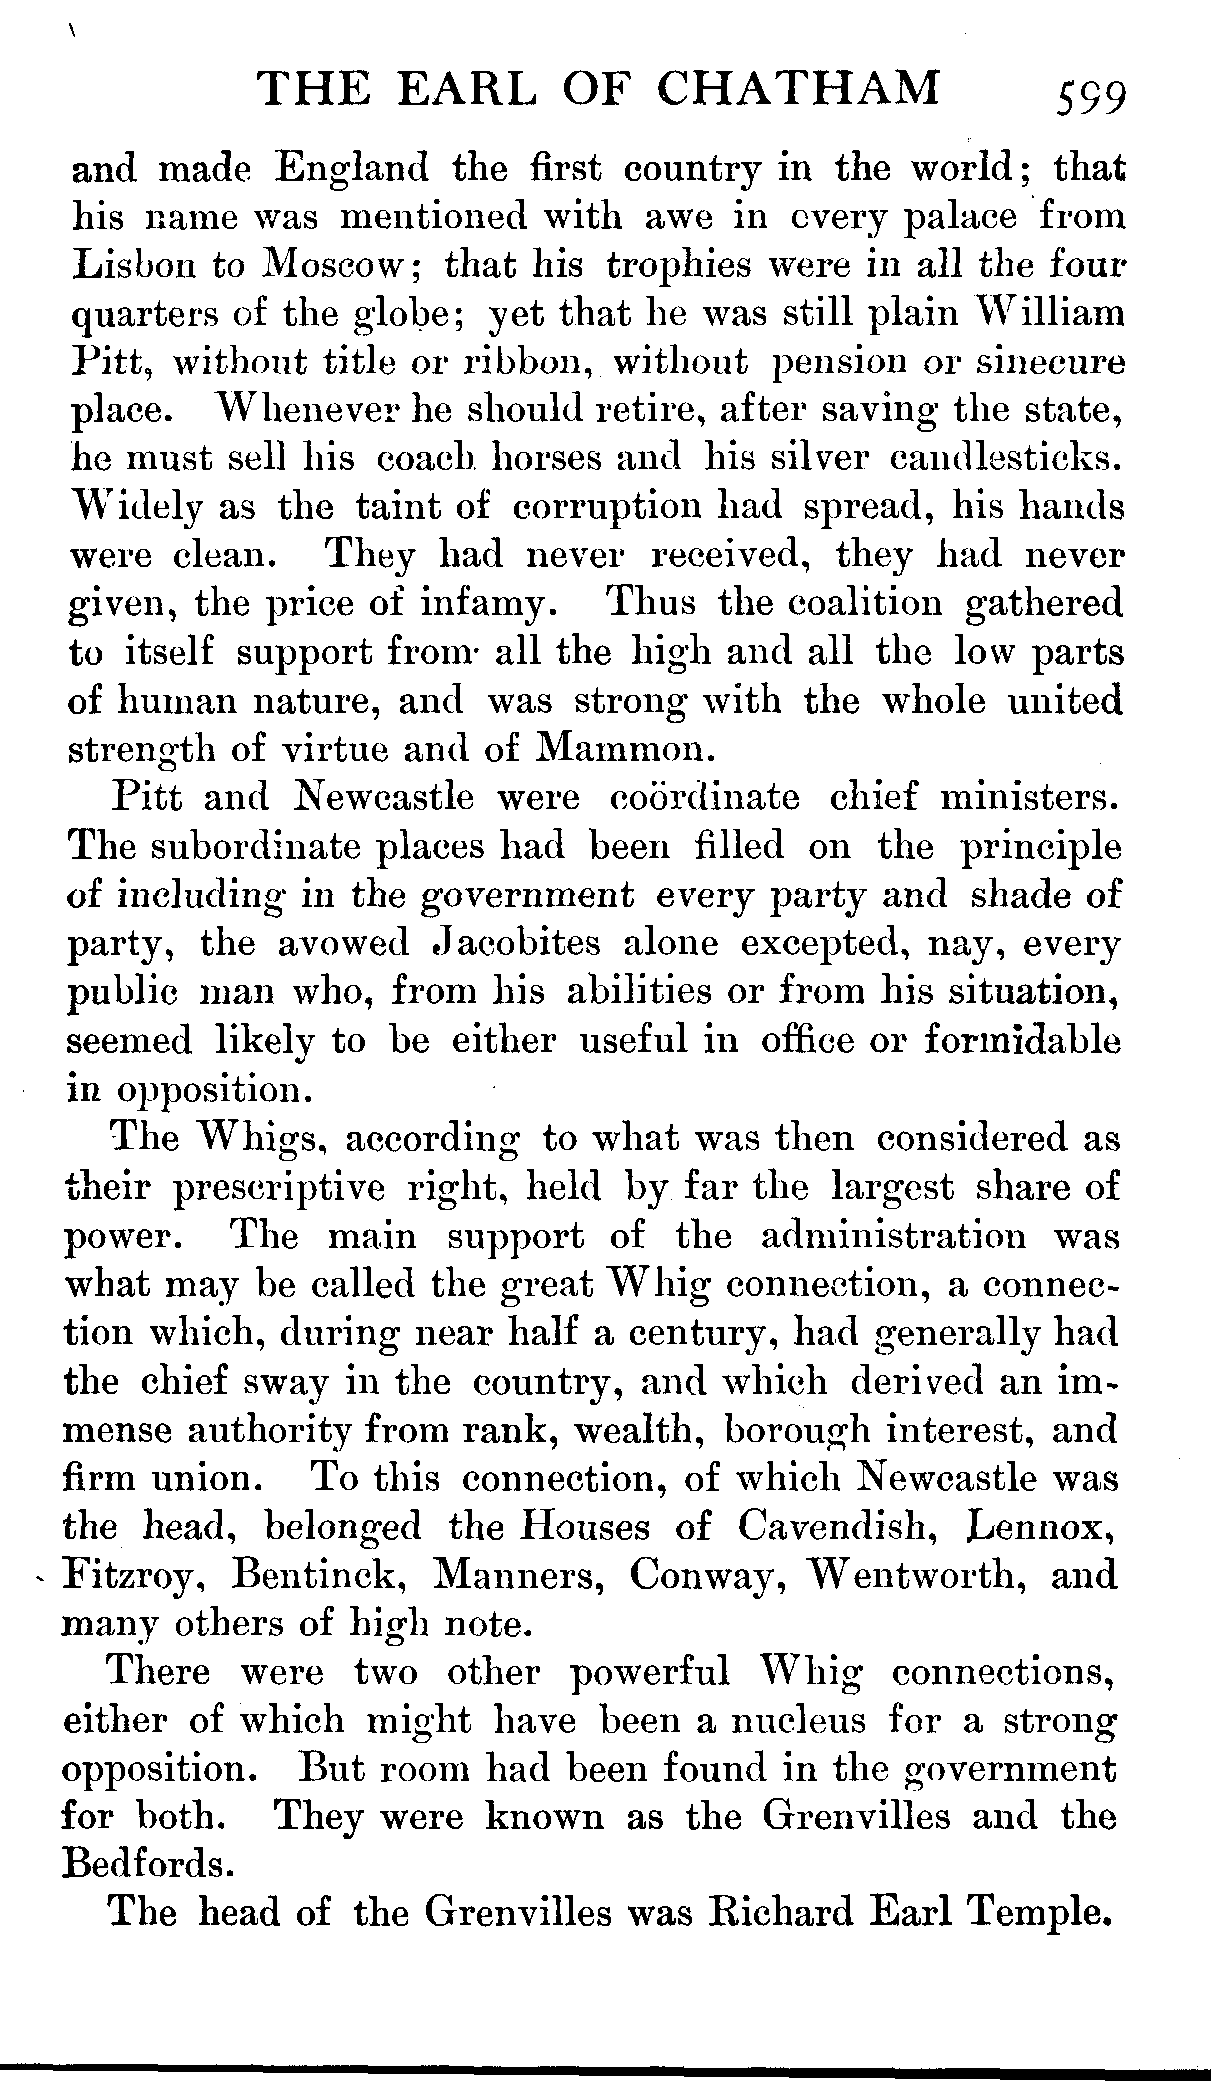 THE EARL OF CHATHAM 599
and made England the first country in the world; that
his name was mentioned with awe in every palace from
Lisbon to Moscow; that his trophies were in all the four
quarters of the globe; yet that he was still plain William
Pitt, without title or ribbon, without pension or sinecure
place. Whenever he should retire, after saving the state,
he must sell his coach horses and his silver candlesticks.
Widely as the taint of corruption had spread, his hands
were clean. They had never received, they had never
given, the price of infamy. Thus the coalition gathered
to itself support from all the high and all the low parts
of human nature, and was strong with the whole united
strength of virtue and of Mammon.
Pitt and Newcastle were coördinate chief ministers.
The subordinate places had been filled on the principle
of including in the government every party and shade of
party, the avowed Jacobites alone excepted, nay, every
public man who, from his abilities or from his situation,
seemed likely to be either useful in office or formidable
in opposition.
The Whigs, according to what was then considered as
their prescriptive right, held by far the largest share of
power. The main support of the administration was
what may be called the great Whig connection, a connec-
tion which, during near half a century, had generally had
the chief sway in the country, and which derived an im-
mense authority from rank, wealth, borough interest, and
firm union. To this connection, of which Newcastle was
the head, belonged the Houses of Cavendish, Lennox,
Fitzroy, Bentinck, Manners, Conway, Wentworth, and
many others of high note.
There were two other powerful Whig connections,
either of which might have been a nucleus for a strong
opposition. But room had been found in the government
for both. They were known as the Grenvilles and the
Bedfords.
The head of the Grenvilles was Richard Earl Temple.